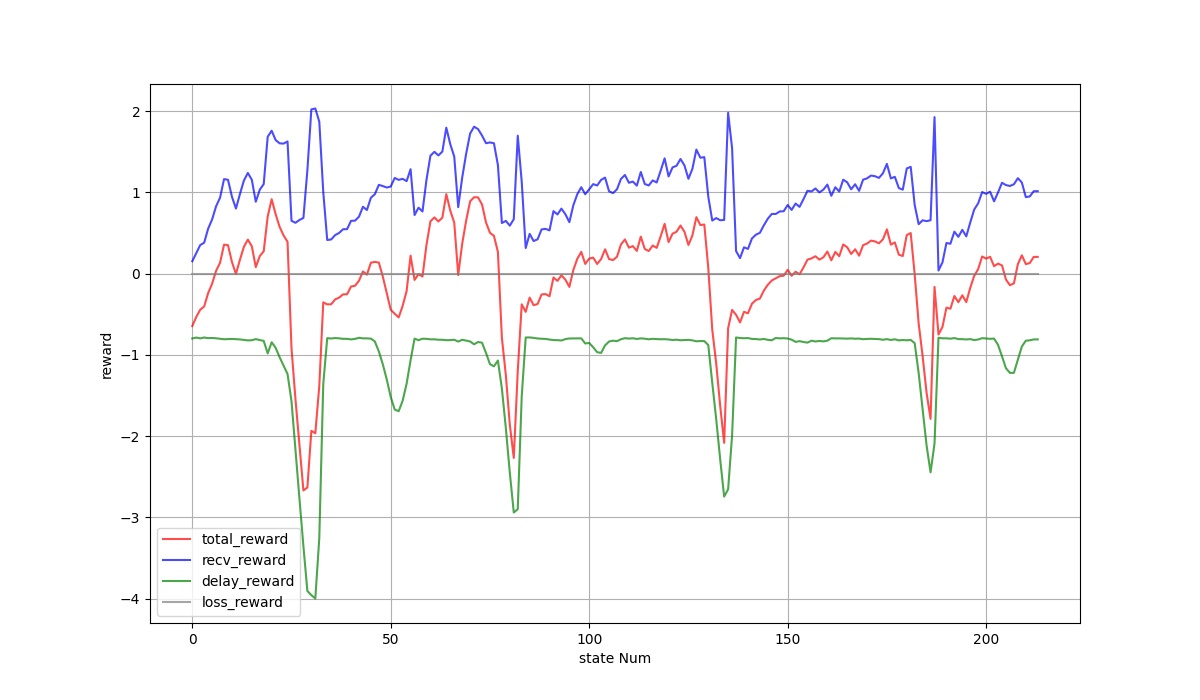 2
1
0
−1
−2
−3
−4
reward
total_reward
recv_reward
delay_reward
loss_reward
0 50 100 150 200
state Num